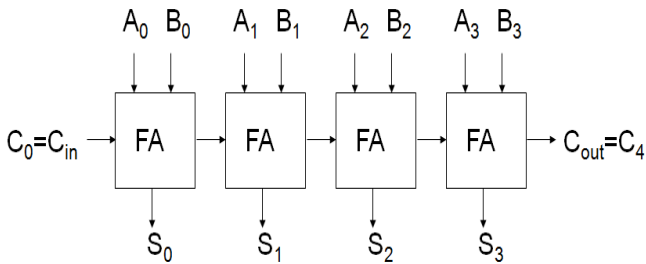 A₀ B₀ A₁ B₁ A₂ B₂ A₃ B₃
C₀=Cᵢₙ FA FA FA FA Cₒᵤₜ=C₄
S₀ S₁ S₂ S₃